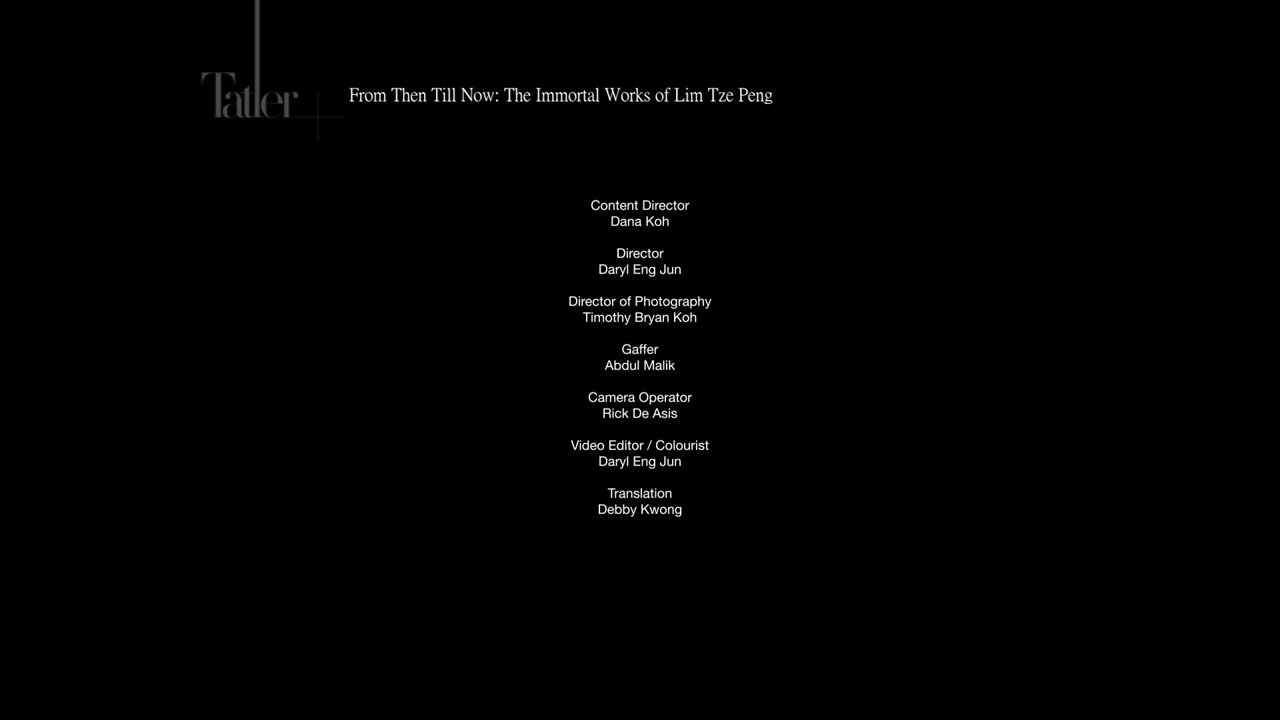 Tatler
From Then Till Now: The Immortal Works of Lim Tze Peng
Content Director
Dana Koh
Director
Daryl Eng Jun
Director of Photography
Timothy Bryan Koh
Gaffer
Abdul Malik
Camera Operator
Rick De Asis
Video Editor / Colourist
Daryl Eng Jun
Translation
Debby Kwong